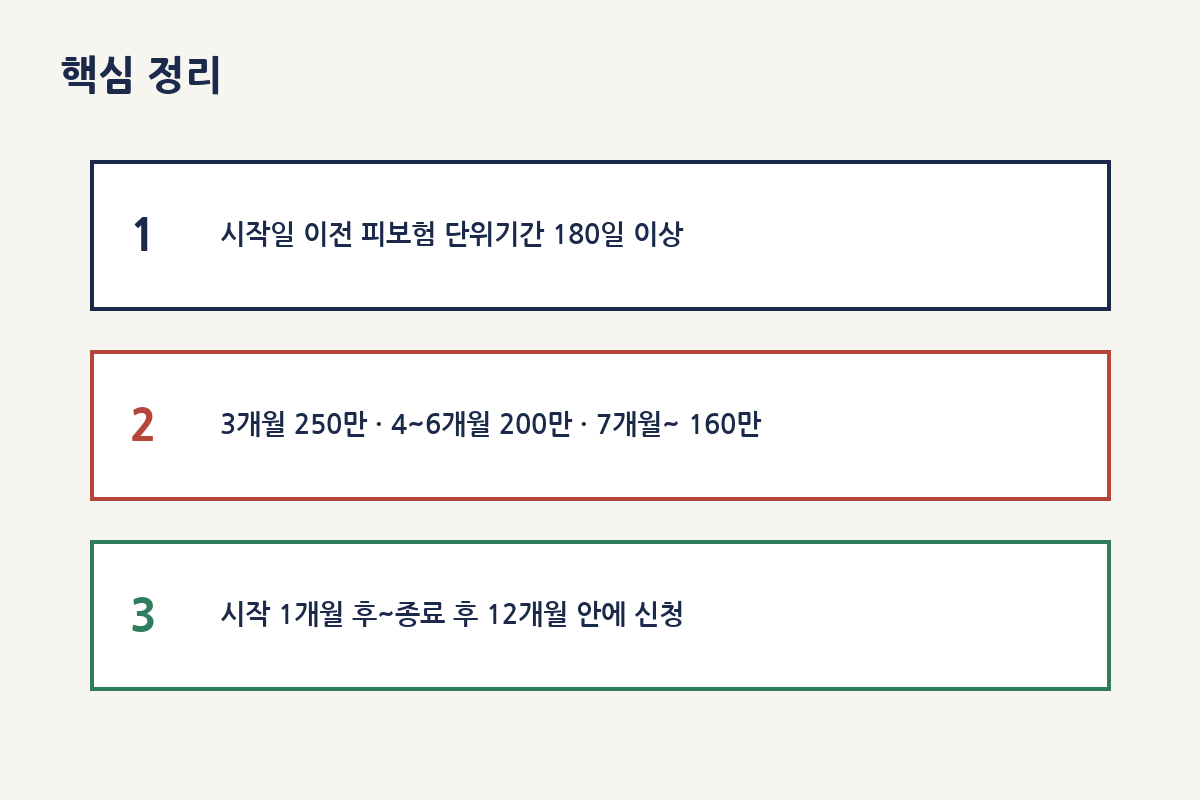 핵심 정리
1
시작일 이전 피보험 단위기간 180일 이상
2
3개월 250만 · 4~6개월 200만 · 7개월~ 160만
3
시작 1개월 후~종료 후 12개월 안에 신청